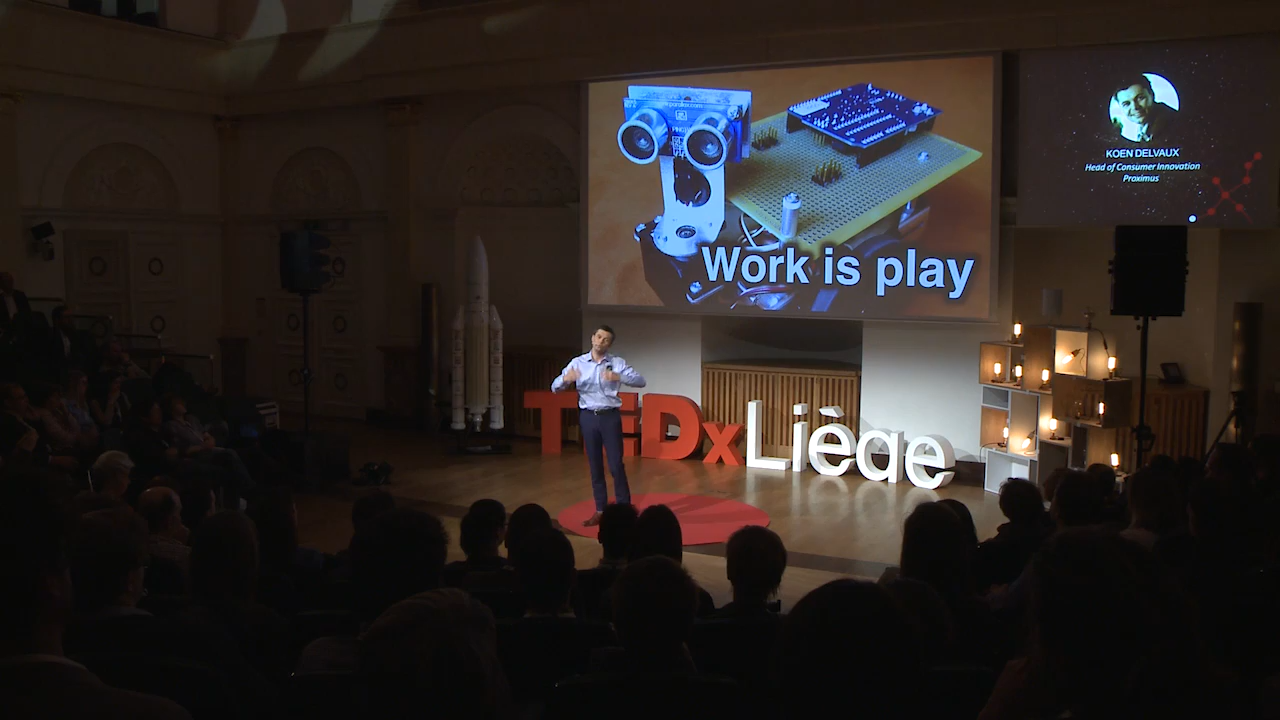 Work is play
KOEN DELVAUX
Head of Consumer Innovation
Proximus
TEDxLiège